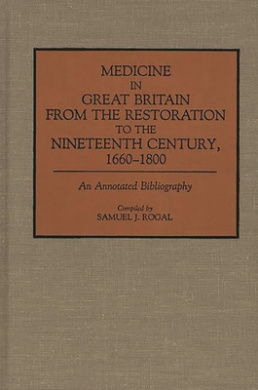 MEDICINE
IN
GREAT BRITAIN
FROM THE RESTORATION
TO THE
NINETEENTH CENTURY,
1660–1800
An Annotated Bibliography
Compiled by
SAMUEL J. ROGAL